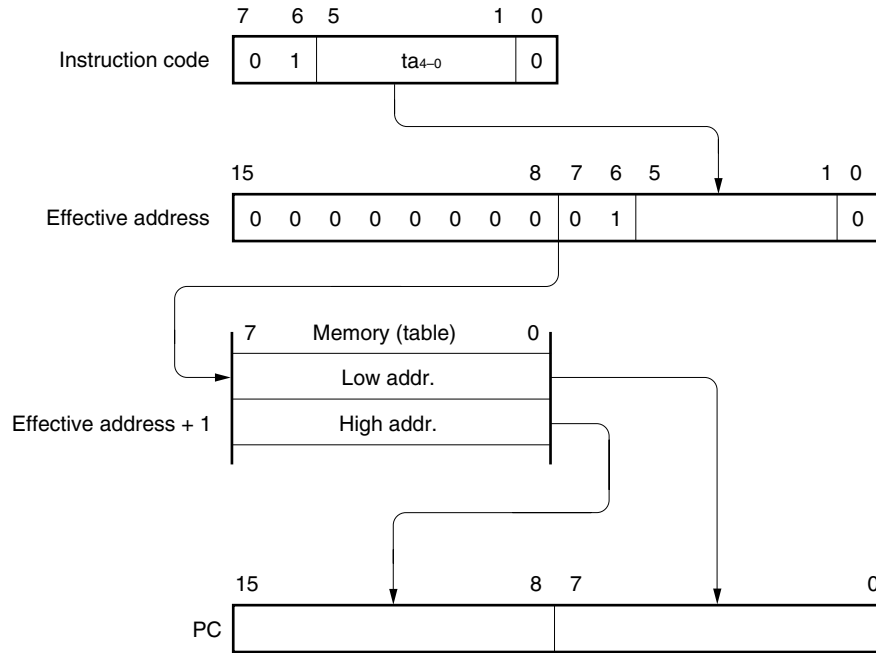 7 6 5 1 0
Instruction code 0 1 ta4–0 0
15 8 7 6 5 1 0
Effective address 0 0 0 0 0 0 0 0 0 1 0
7 Memory (table) 0
Low addr.
Effective address + 1 High addr.
15 8 7 0
PC